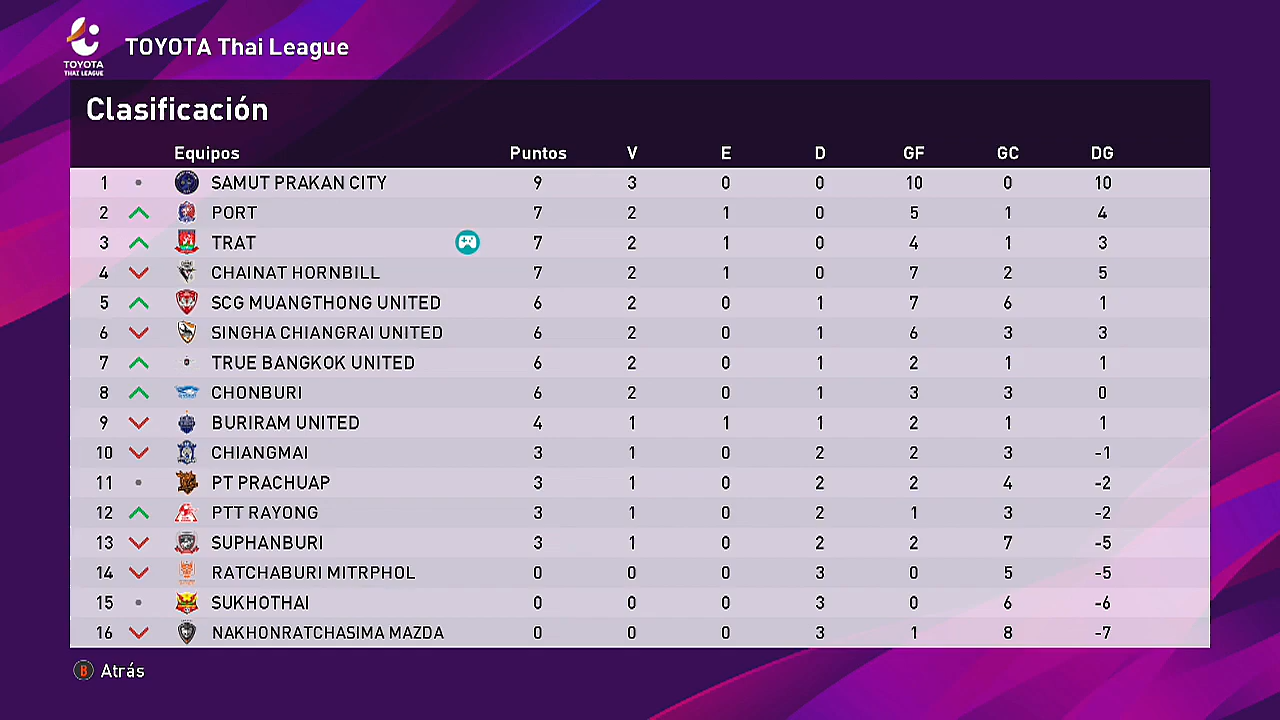 TOYOTA Thai League
TOYOTA
THAI LEAGUE
Clasificación
Equipos Puntos V E D GF GC DG
1 SAMUT PRAKAN CITY 9 3 0 0 10 0 10
2 PORT 7 2 1 0 5 1 4
3 TRAT 7 2 1 0 4 1 3
4 CHAINAT HORNBILL 7 2 1 0 7 2 5
5 SCG MUANGTHONG UNITED 6 2 0 1 7 6 1
6 SINGHA CHIANGRAI UNITED 6 2 0 1 6 3 3
7 TRUE BANGKOK UNITED 6 2 0 1 2 1 1
8 CHONBURI 6 2 0 1 3 3 0
9 BURIRAM UNITED 4 1 1 1 2 1 1
10 CHIANGMAI 3 1 0 2 2 3 -1
11 PT PRACHUAP 3 1 0 2 2 4 -2
12 PTT RAYONG 3 1 0 2 1 3 -2
13 SUPHANBURI 3 1 0 2 2 7 -5
14 RATCHABURI MITRPHOL 0 0 0 3 0 5 -5
15 SUKHOTHAI 0 0 0 3 0 6 -6
16 NAKHONRATCHASIMA MAZDA 0 0 0 3 1 8 -7
B Atrás